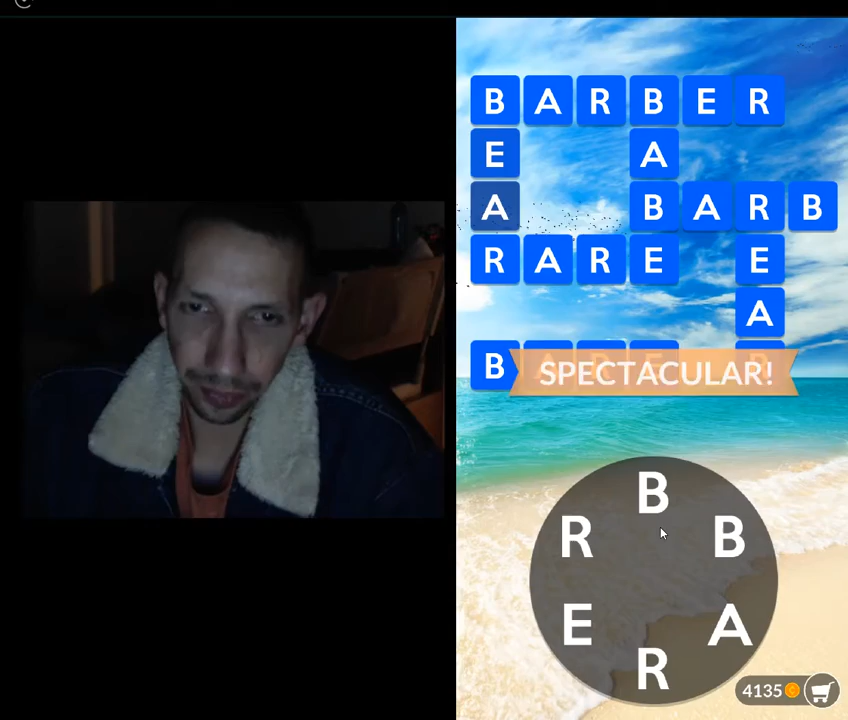 BARBER
E A
A BARB
RARE E
A
B
SPECTACULAR!
B
R B
E A
R
4135